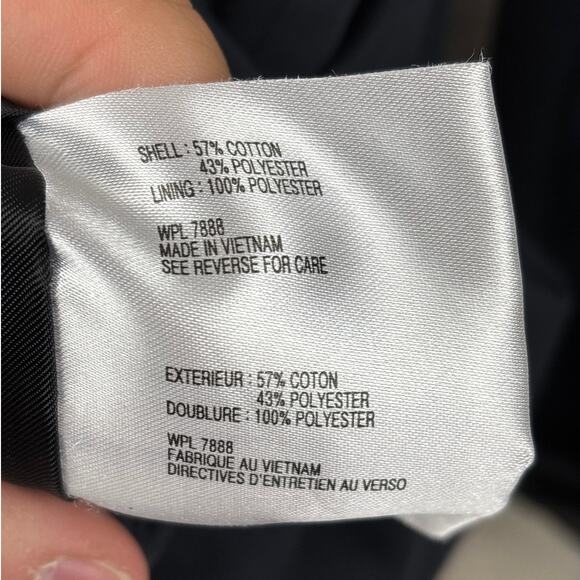 SHELL : 57% COTTON
43% POLYESTER
LINING : 100% POLYESTER
WPL 7888
MADE IN VIETNAM
SEE REVERSE FOR CARE
EXTERIEUR : 57% COTON
43% POLYESTER
DOUBLURE : 100% POLYESTER
WPL 7888
FABRIQUE AU VIETNAM
DIRECTIVES D'ENTRETIEN AU VERSO